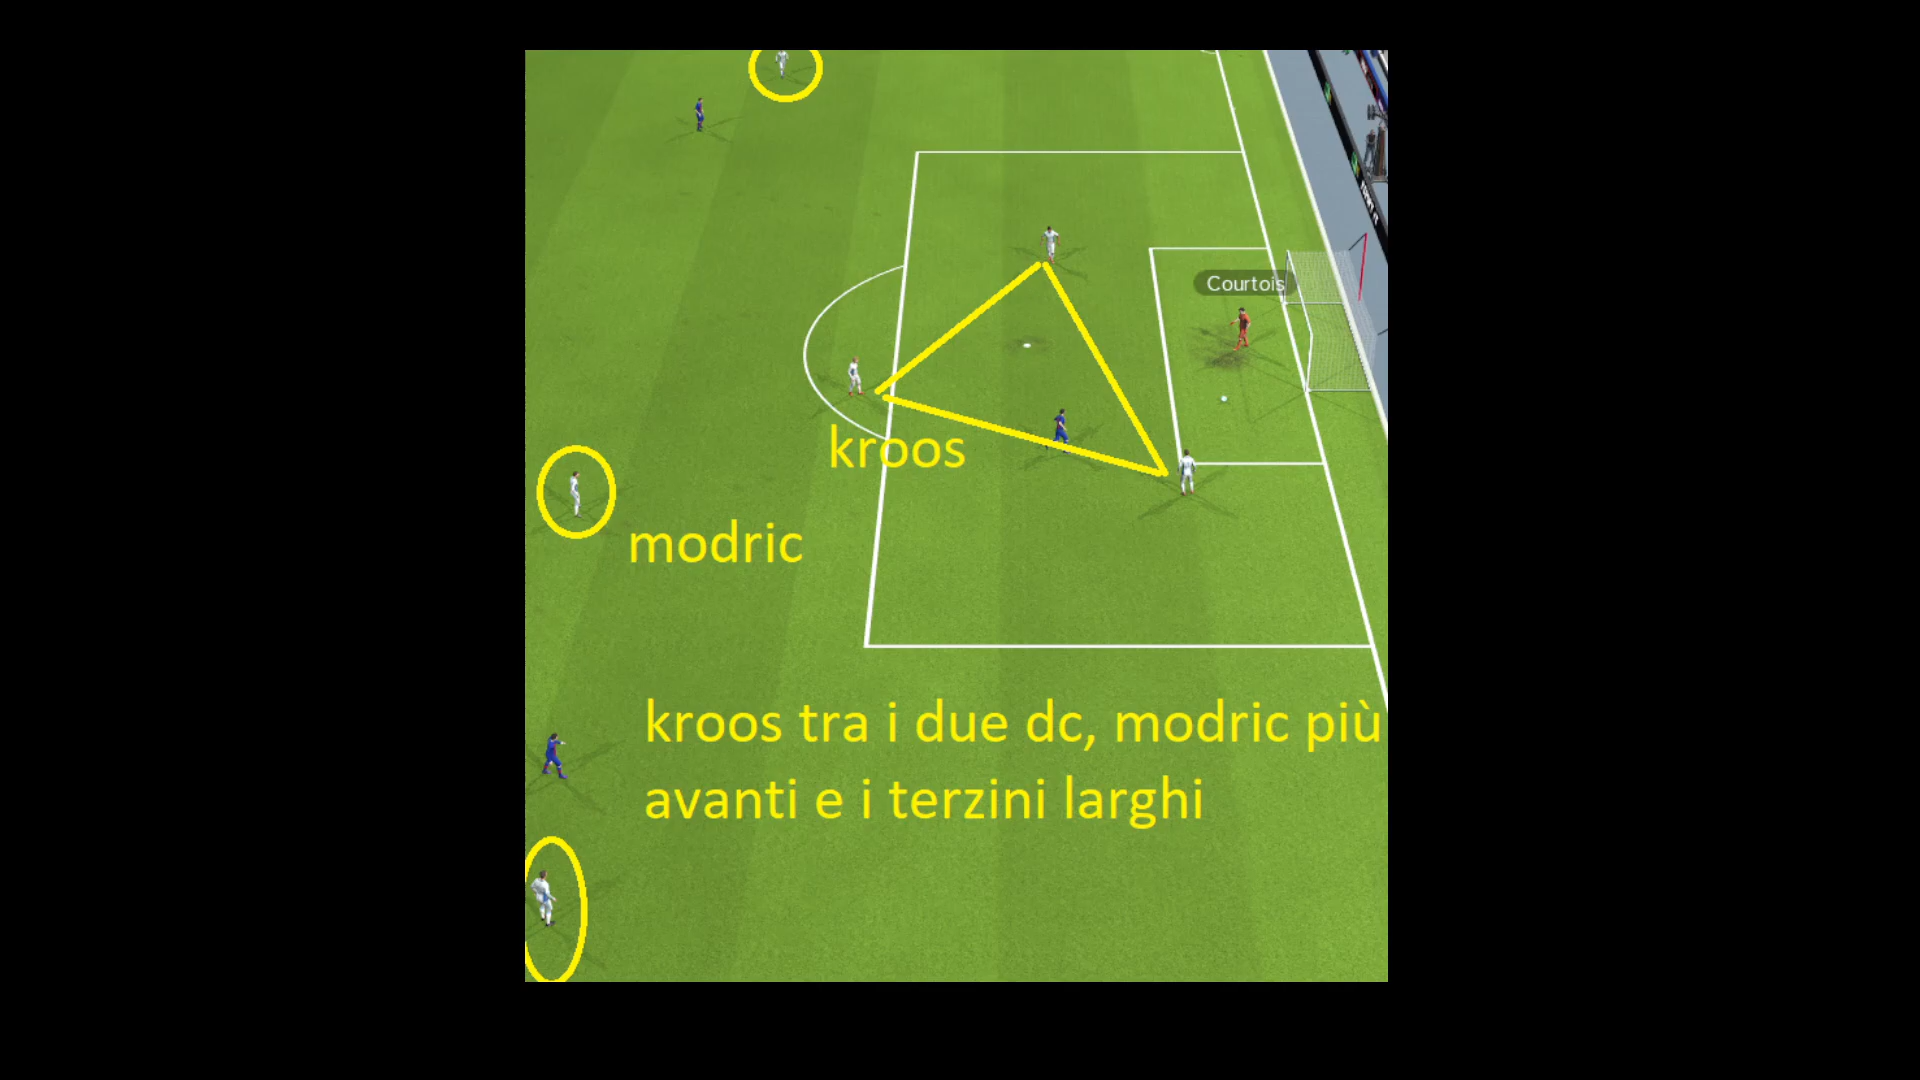 Courtois
kroos
modric
kroos tra i due dc, modric più
avanti e i terzini larghi